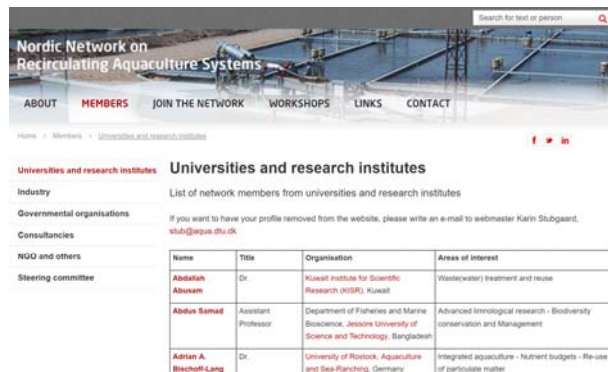 Search for text or person
Nordic Network on
Recirculating Aquaculture Systems
ABOUT MEMBERS JOIN THE NETWORK WORKSHOPS LINKS CONTACT
Home > Members > Universities and research institutes
f in
Universities and research institutes
Industry
Governmental organisations
Consultancies
NGO and others
Steering committee
Universities and research institutes
List of network members from universities and research institutes
If you want to have your profile removed from the website, please write an e-mail to webmaster Karin Stubgaard,
stub@aqua.dtu.dk
Name Title Organisation Areas of interest
Abdallah Dr. Kuwait institute for Scientific Waste(water) treatment and reuse
Abusam Research (KISR), Kuwait
Abdus Samad Assistant Department of Fisheries and Marine Advanced limnological research - Biodiversity
Professor Bioscience, Jessore University of conservation and Management
Science and Technology, Bangladesh
Adrian A. Dr. University of Rostock, Aquaculture Integrated aquaculture - Nutrient budgets - Re-use
Bischoff-Lang and Sea-Ranching, Germany of particulate matter